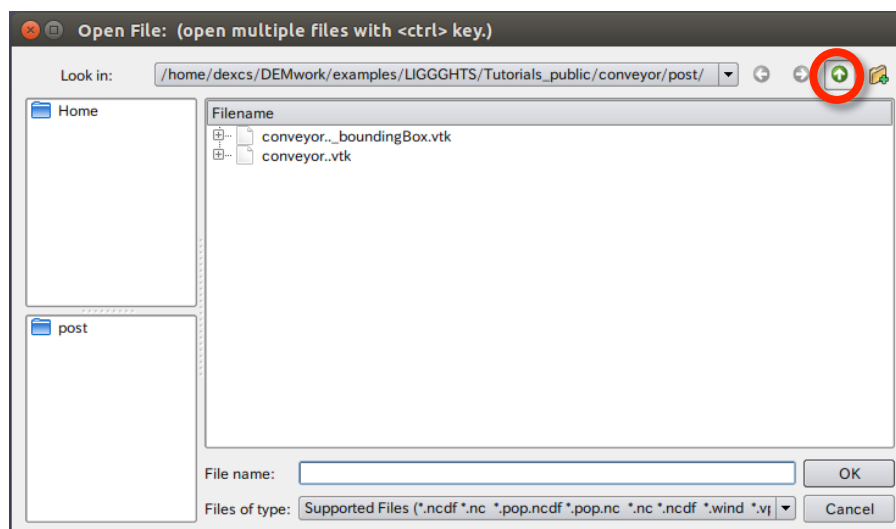 Open File: (open multiple files with <ctrl> key.)
Look in: /home/dexcs/DEMwork/examples/LIGGGHTS/Tutorials_public/conveyor/post/
Home
Filename
conveyor.._boundingBox.vtk
conveyor..vtk
post
File name: OK
Files of type: Supported Files (*.ncdf *.nc *.pop.ncdf *.pop.nc *.nc *.ncdf *.wind Cancel